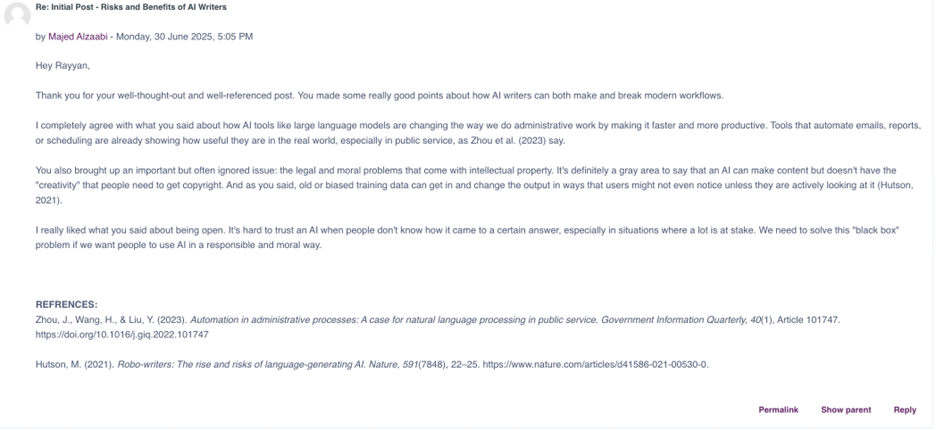 Re: Initial Post - Risks and Benefits of AI Writers
by Majed Alzaabi - Monday, 30 June 2025, 5:05 PM
Hey Rayyan,
Thank you for your well-thought-out and well-referenced post. You made some really good points about how AI writers can both make and break modern workflows.
I completely agree with what you said about how AI tools like large language models are changing the way we do administrative work by making it faster and more productive. Tools that automate emails, reports,
or scheduling are already showing how useful they are in the real world, especially in public service, as Zhou et al. (2023) say.
You also brought up an important but often ignored issue: the legal and moral problems that come with intellectual property. It's definitely a gray area to say that an AI can make content but doesn't have the
"creativity" that people need to get copyright. And as you said, old or biased training data can get in and change the output in ways that users might not even notice unless they are actively looking at it (Hutson,
2021).
I really liked what you said about being open. It's hard to trust an AI when people don't know how it came to a certain answer, especially in situations where a lot is at stake. We need to solve this "black box"
problem if we want people to use AI in a responsible and moral way.
REFRENCES:
Zhou, J., Wang, H., & Liu, Y. (2023). Automation in administrative processes: A case for natural language processing in public service. Government Information Quarterly, 40(1), Article 101747.
https://doi.org/10.1016/j.giq.2022.101747
Hutson, M. (2021). Robo-writers: The rise and risks of language-generating AI. Nature, 591(7848), 22–25. https://www.nature.com/articles/d41586-021-00530-0.
Permalink Show parent Reply